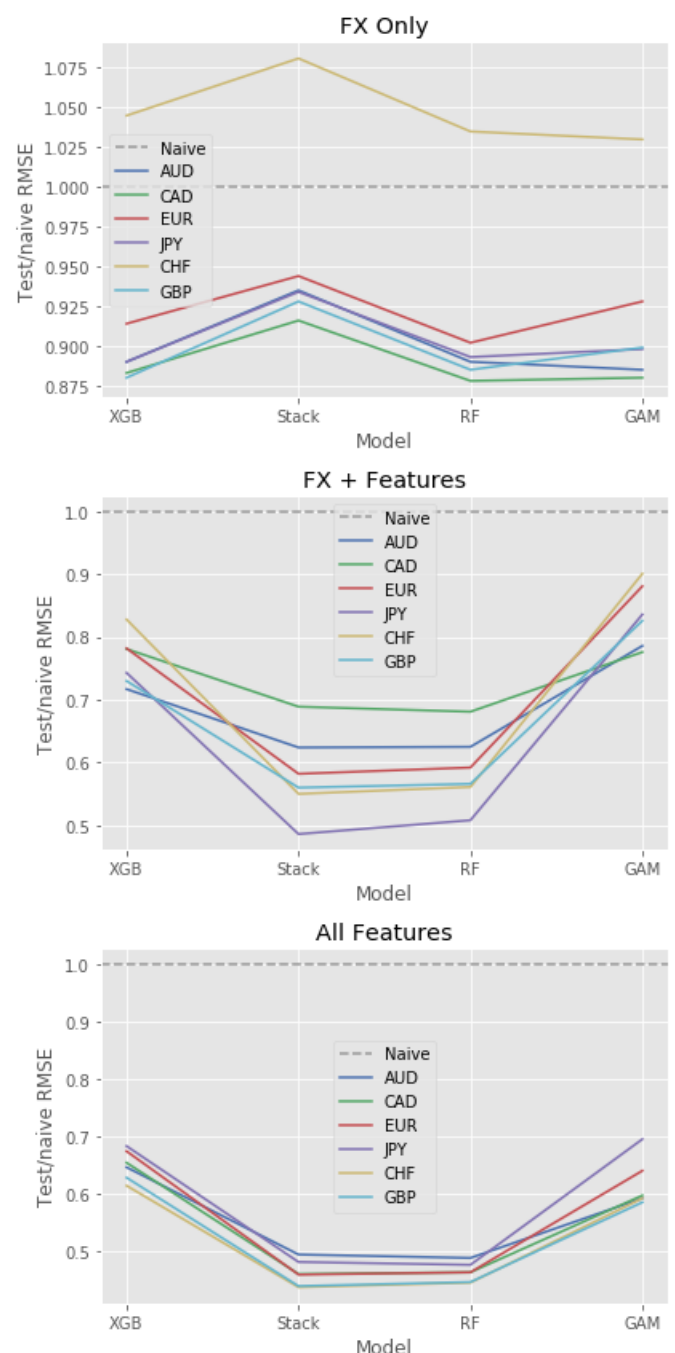 FX Only
Test/naive RMSE
1.075
1.050
1.025
1.000
0.975
0.950
0.925
0.900
0.875
Naive
AUD
CAD
EUR
JPY
CHF
GBP
XGB Stack RF GAM
Model
FX + Features
Test/naive RMSE
1.0
0.9
0.8
0.7
0.6
0.5
Naive
AUD
CAD
EUR
JPY
CHF
GBP
XGB Stack RF GAM
Model
All Features
Test/naive RMSE
1.0
0.9
0.8
0.7
0.6
0.5
Naive
AUD
CAD
EUR
JPY
CHF
GBP
XGB Stack RF GAM
Model